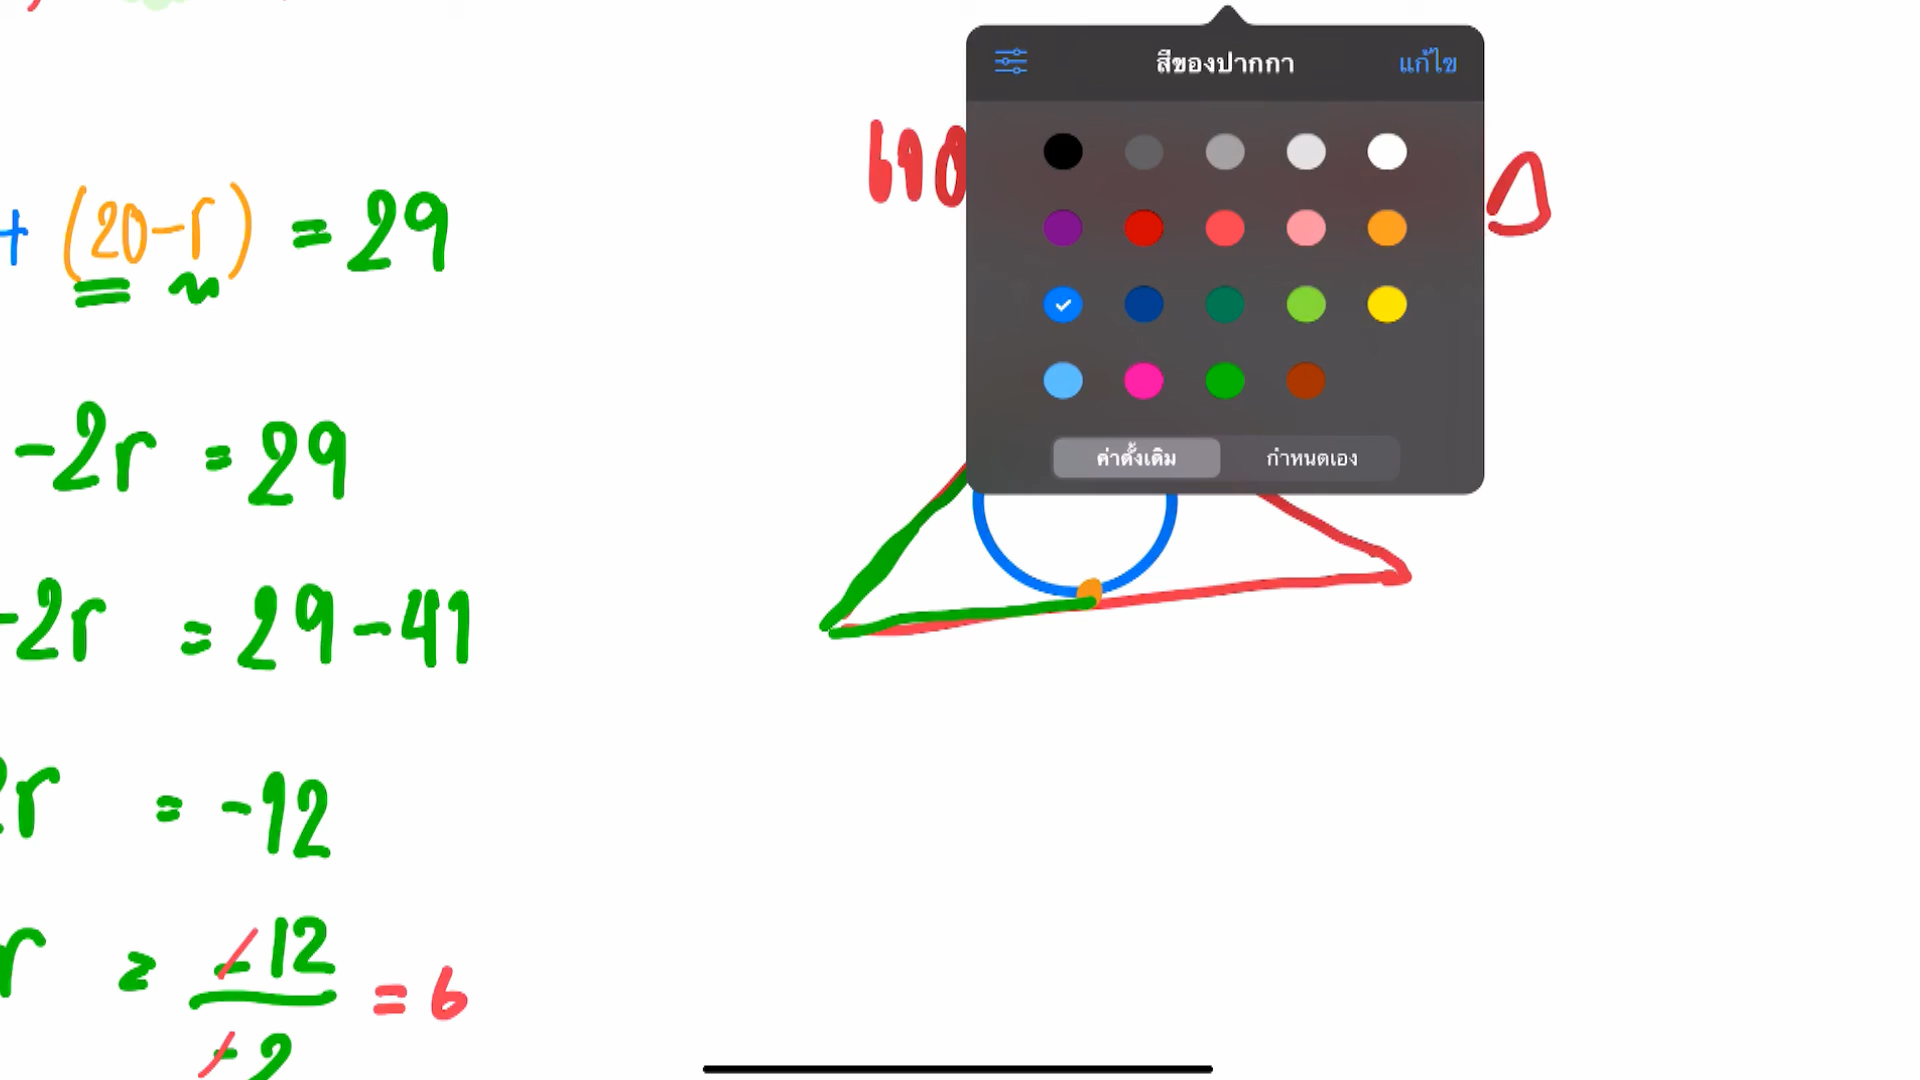 สีของปากกา
แก้ไข
ค่าตั้งเดิม
กำหนดเอง
+ (20-r) = 29
-2r = 29
-2r = 29-41
2r = -12
r = -12/-2 = 6